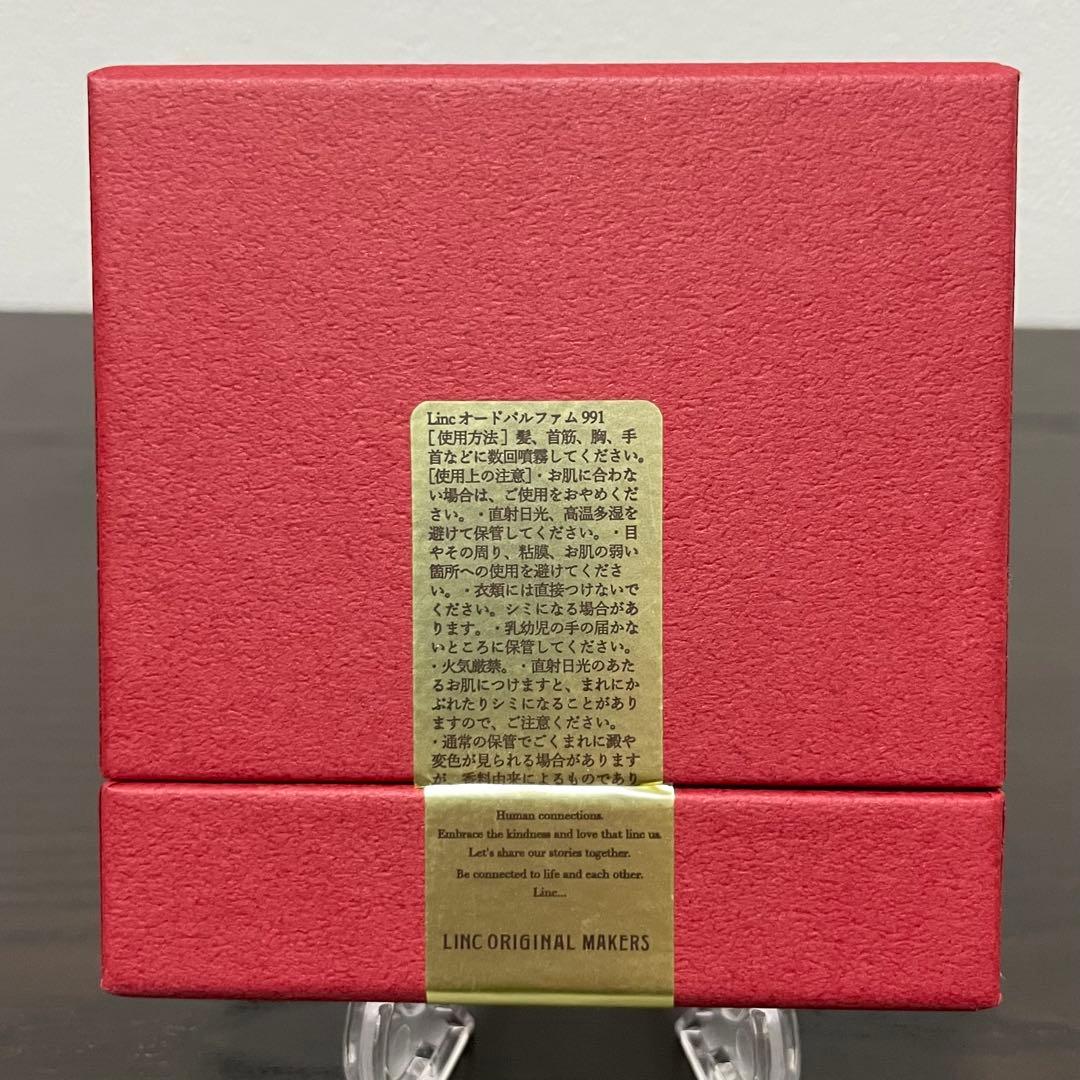 Linc オードパルファム 991
[使用方法] 髪、首筋、胸、手
首などに数回噴霧してください。
[使用上の注意]・お肌に合わな
い場合は、ご使用をおやめくだ
さい。・直射日光、高温多湿を
避けて保管してください。・目
やその周り、粘膜、お肌の弱い
箇所への使用を避けてくださ
い。・衣類には直接つけないで
ください。シミになる場合があ
ります。・乳幼児の手の届かな
いところに保管してください。
・火気厳禁。・直射日光のあた
るお肌につけますと、まれにか
ぶれたりシミになることがあり
ますので、ご注意ください。
・通常の保管でごくまれに澱や
変色が見られる場合があります
が、香料由来によるものであり
Human connections.
Embrace the kindness and love that linc us.
Let's share our stories together.
Be connected to life and each other.
Linc...
LINC ORIGINAL MAKERS